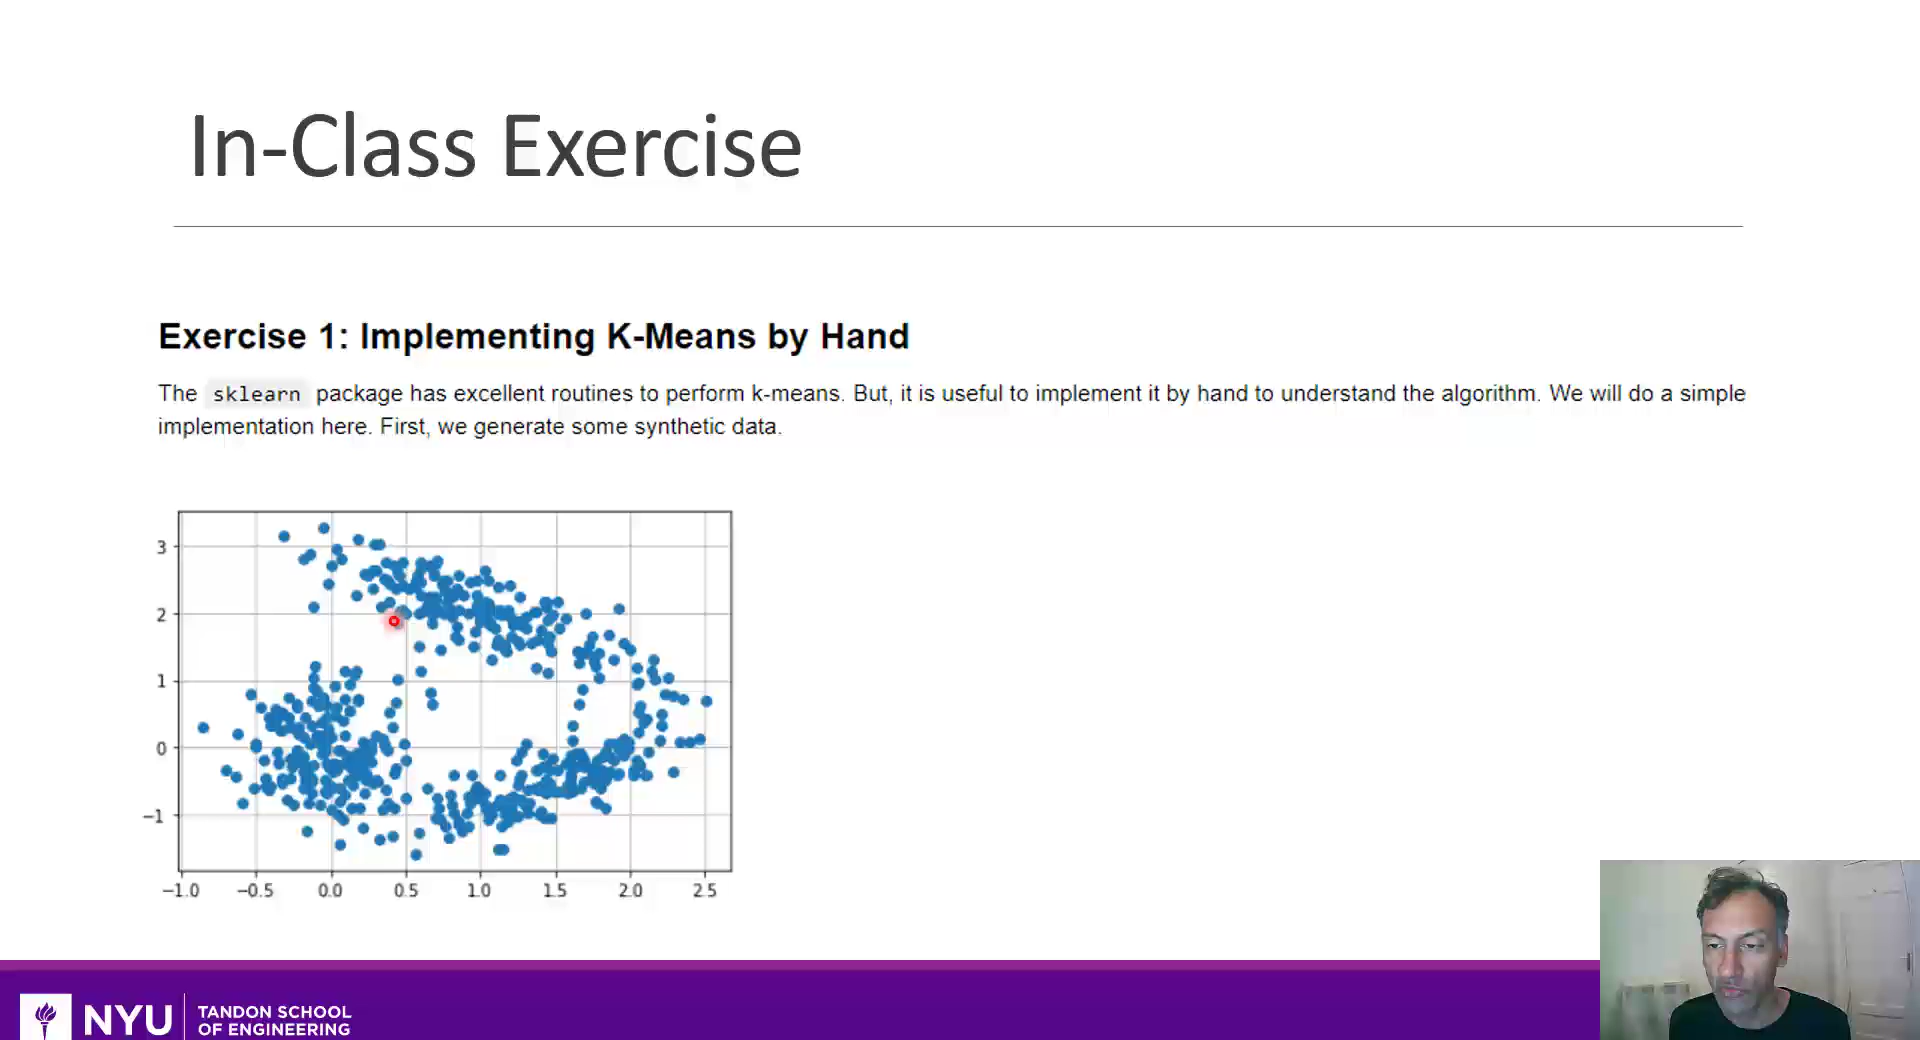 In-Class Exercise
Exercise 1: Implementing K-Means by Hand
The sklearn package has excellent routines to perform k-means. But, it is useful to implement it by hand to understand the algorithm. We will do a simple
implementation here. First, we generate some synthetic data.
3
2
1
0
−1
−1.0 −0.5 0.0 0.5 1.0 1.5 2.0 2.5
NYU
TANDON SCHOOL
OF ENGINEERING